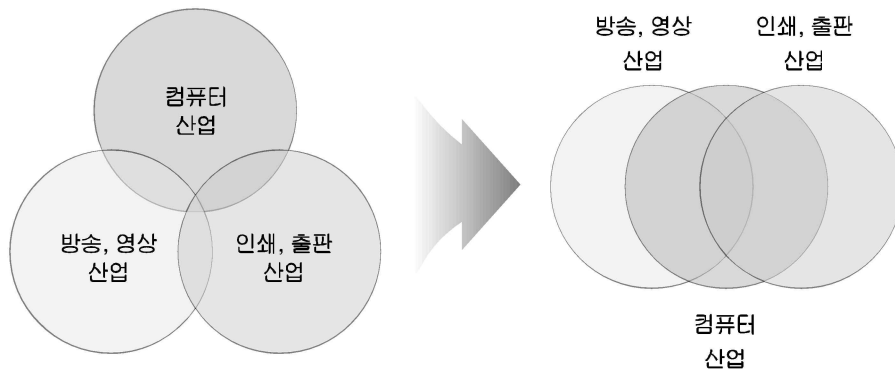 컴퓨터
산업
방송, 영상
산업
인쇄, 출판
산업
방송, 영상
산업
인쇄, 출판
산업
컴퓨터
산업